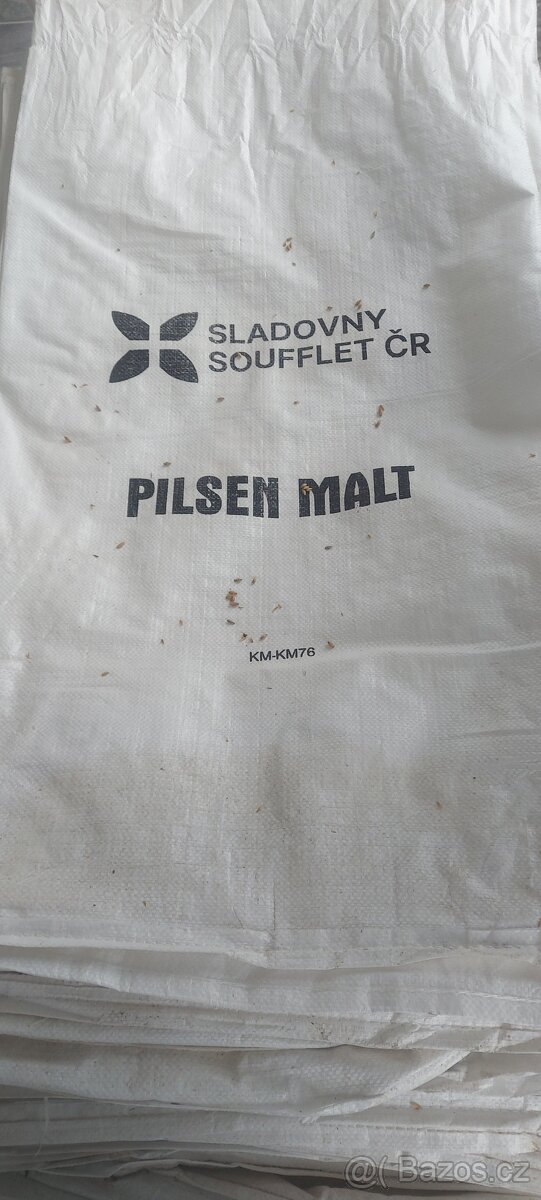 SLADOVNY
SOUFFLET ČR
PILSEN MALT
KM-KM76
@ Bazos.cz